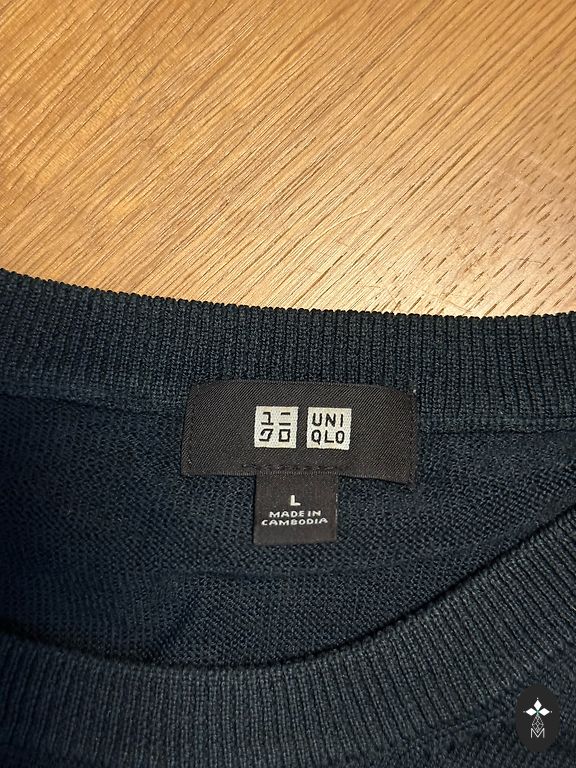 ユニ UNI
クロ QLO
L
MADE IN
CAMBODIA
M